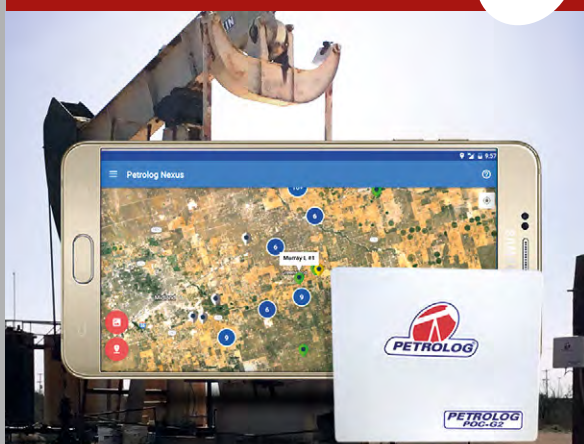 9:57
Petrolog Nexus
107
6
6
Murray L #1
6
9
9
PETROLOG
PETROLOG
POC-G2